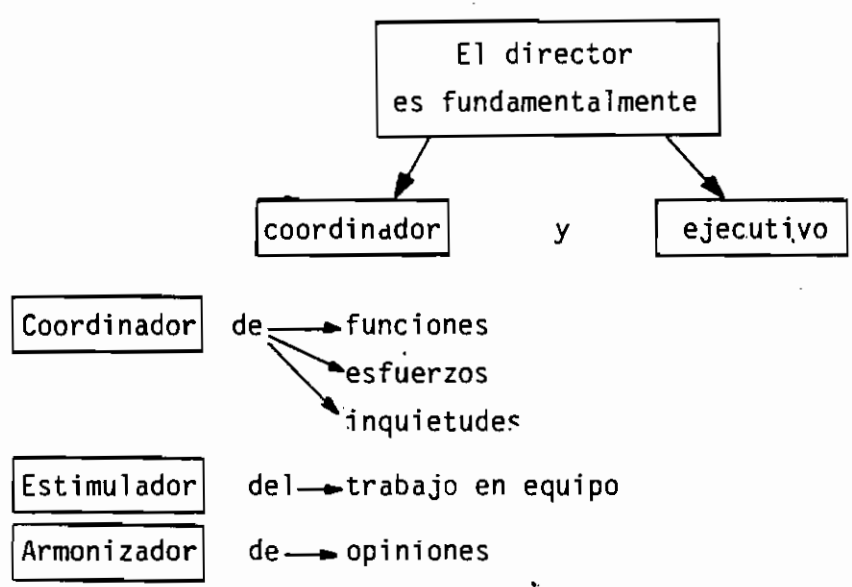 El director
es fundamentalmente
coordinador y ejecutivo
Coordinador de funciones
esfuerzos
inquietudes
Estimulador del trabajo en equipo
Armonizador de opiniones